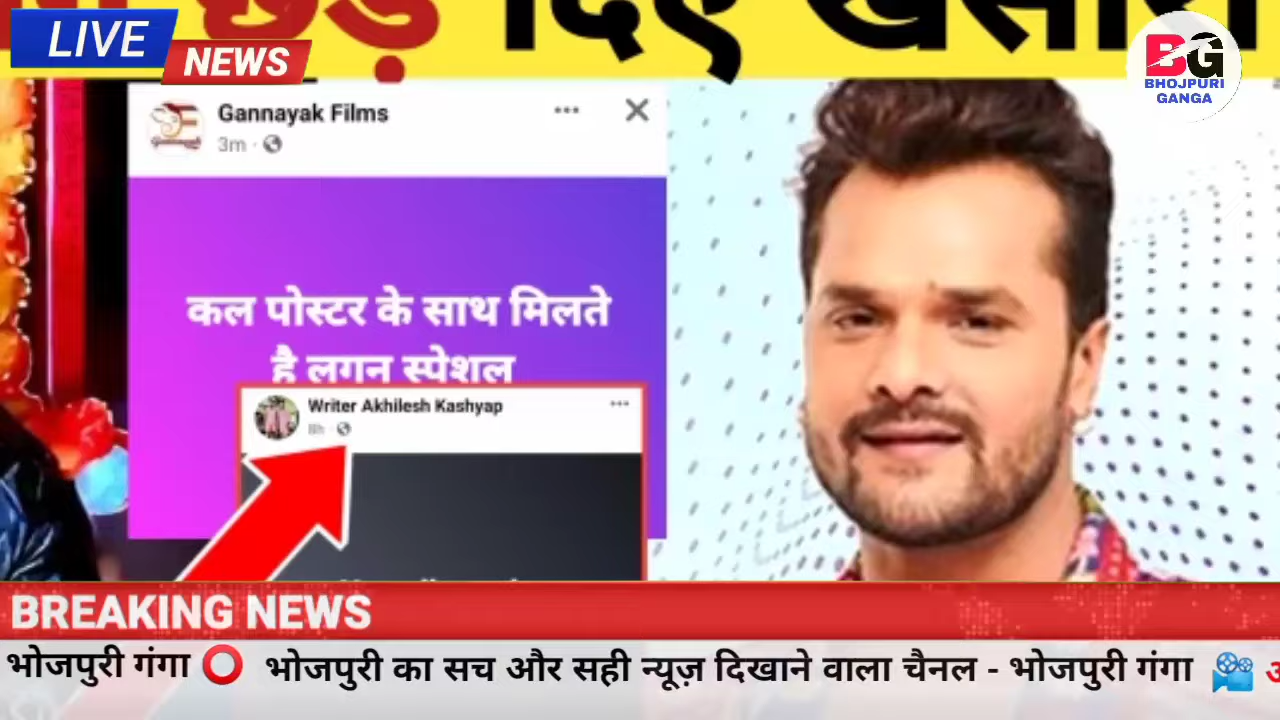 दिए
LIVE
NEWS
BG
BHOJPURI
GANGA
Gannayak Films
3m
कल पोस्टर के साथ मिलते
है लगन स्पेशल
Writer Akhilesh Kashyap
8h
BREAKING NEWS
भोजपुरी गंगा ⭕ भोजपुरी का सच और सही न्यूज़ दिखाने वाला चैनल - भोजपुरी गंगा 🎥